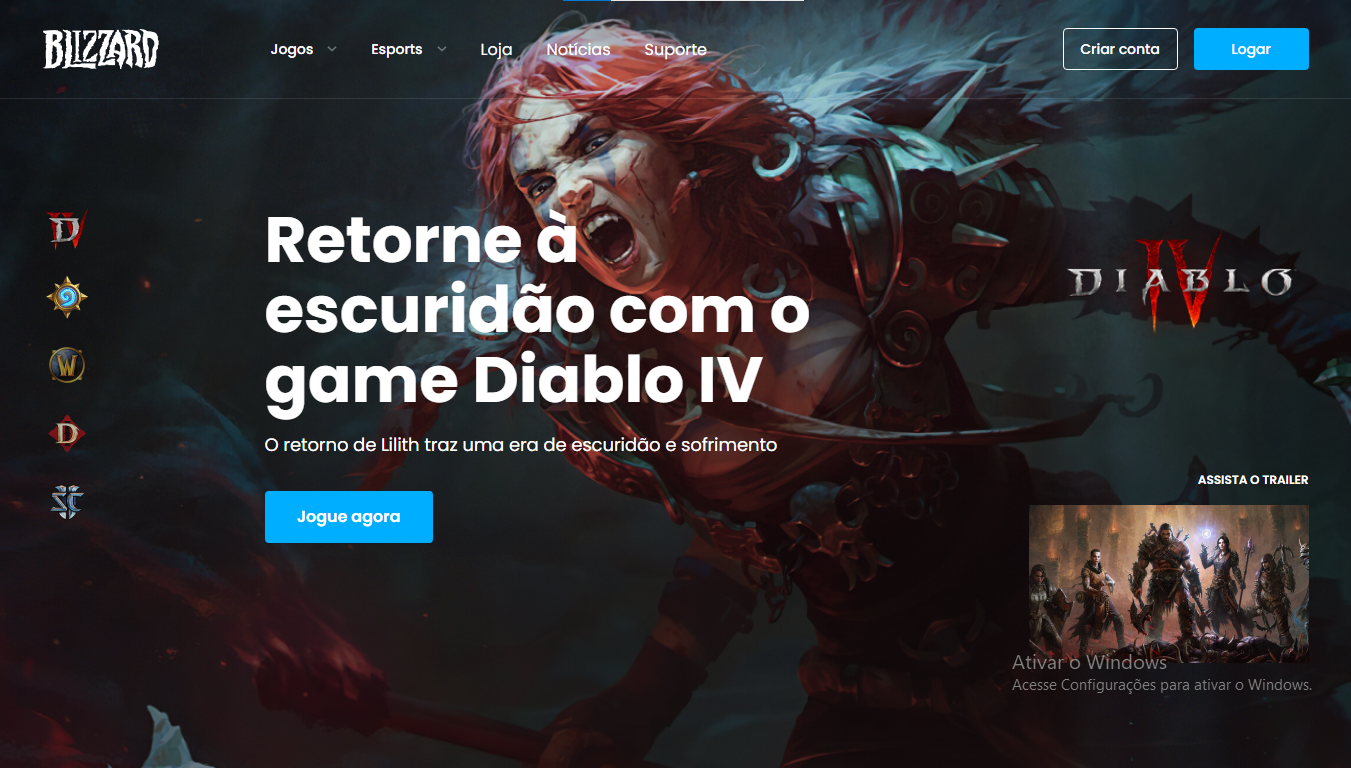 BLIZZARD
Jogos
Esports
Loja
Notícias
Suporte
Criar conta
Logar
Retorne à
escuridão com o
game Diablo IV
O retorno de Lilith traz uma era de escuridão e sofrimento
Jogue agora
D
W
D
SC
DIABLO IV
ASSISTA O TRAILER
Ativar o Windows
Acesse Configurações para ativar o Windows.